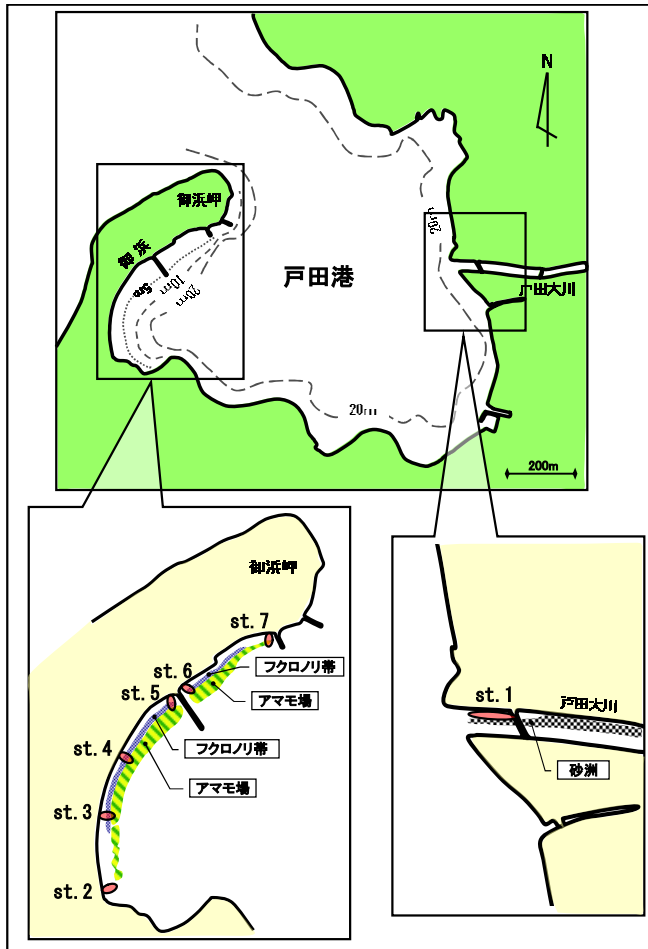 N
御浜岬
御浜
5m
10m
20m
戸田港
20m
戸田大川
20m
200m
御浜岬
st. 7
st. 6
フクロノリ帯
st. 5
アマモ場
st. 4
フクロノリ帯
アマモ場
st. 3
st. 2
st. 1
戸田大川
砂洲